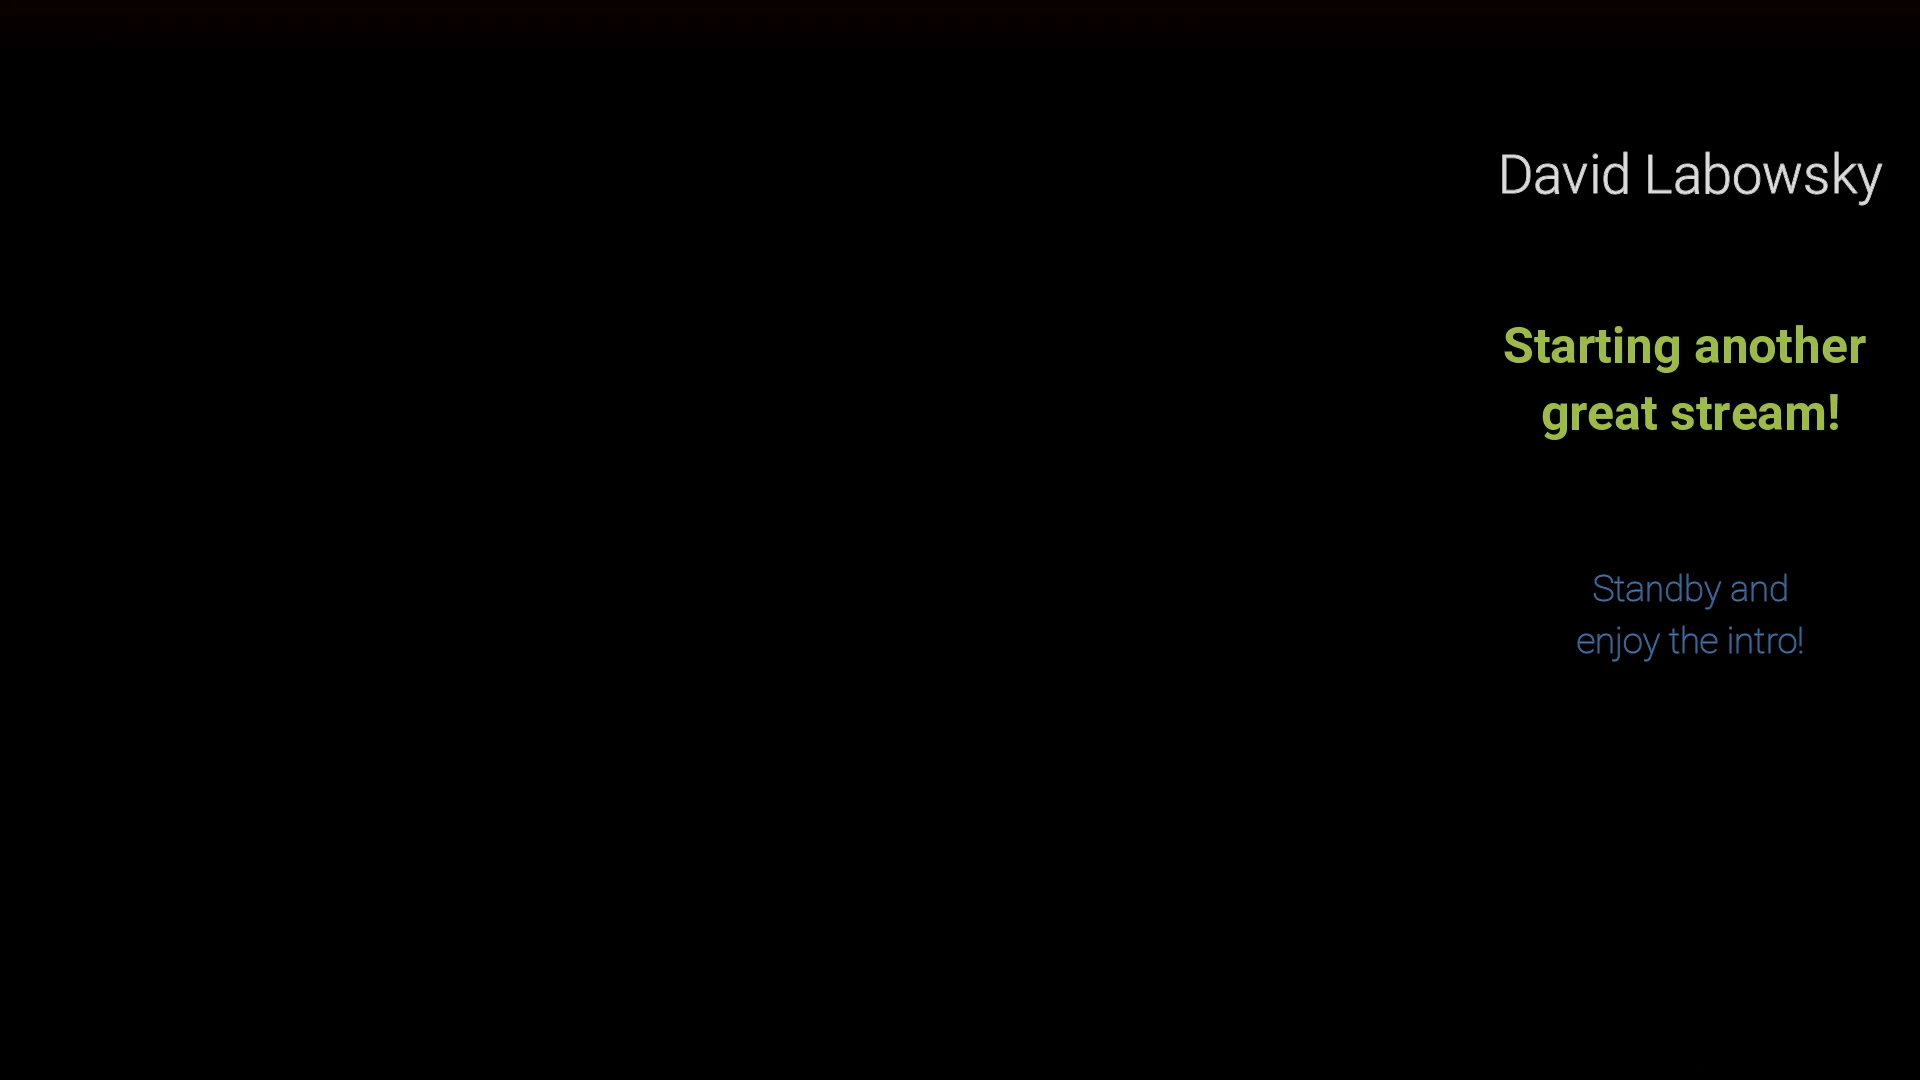 David Labowsky
Starting another
great stream!
Standby and
enjoy the intro!